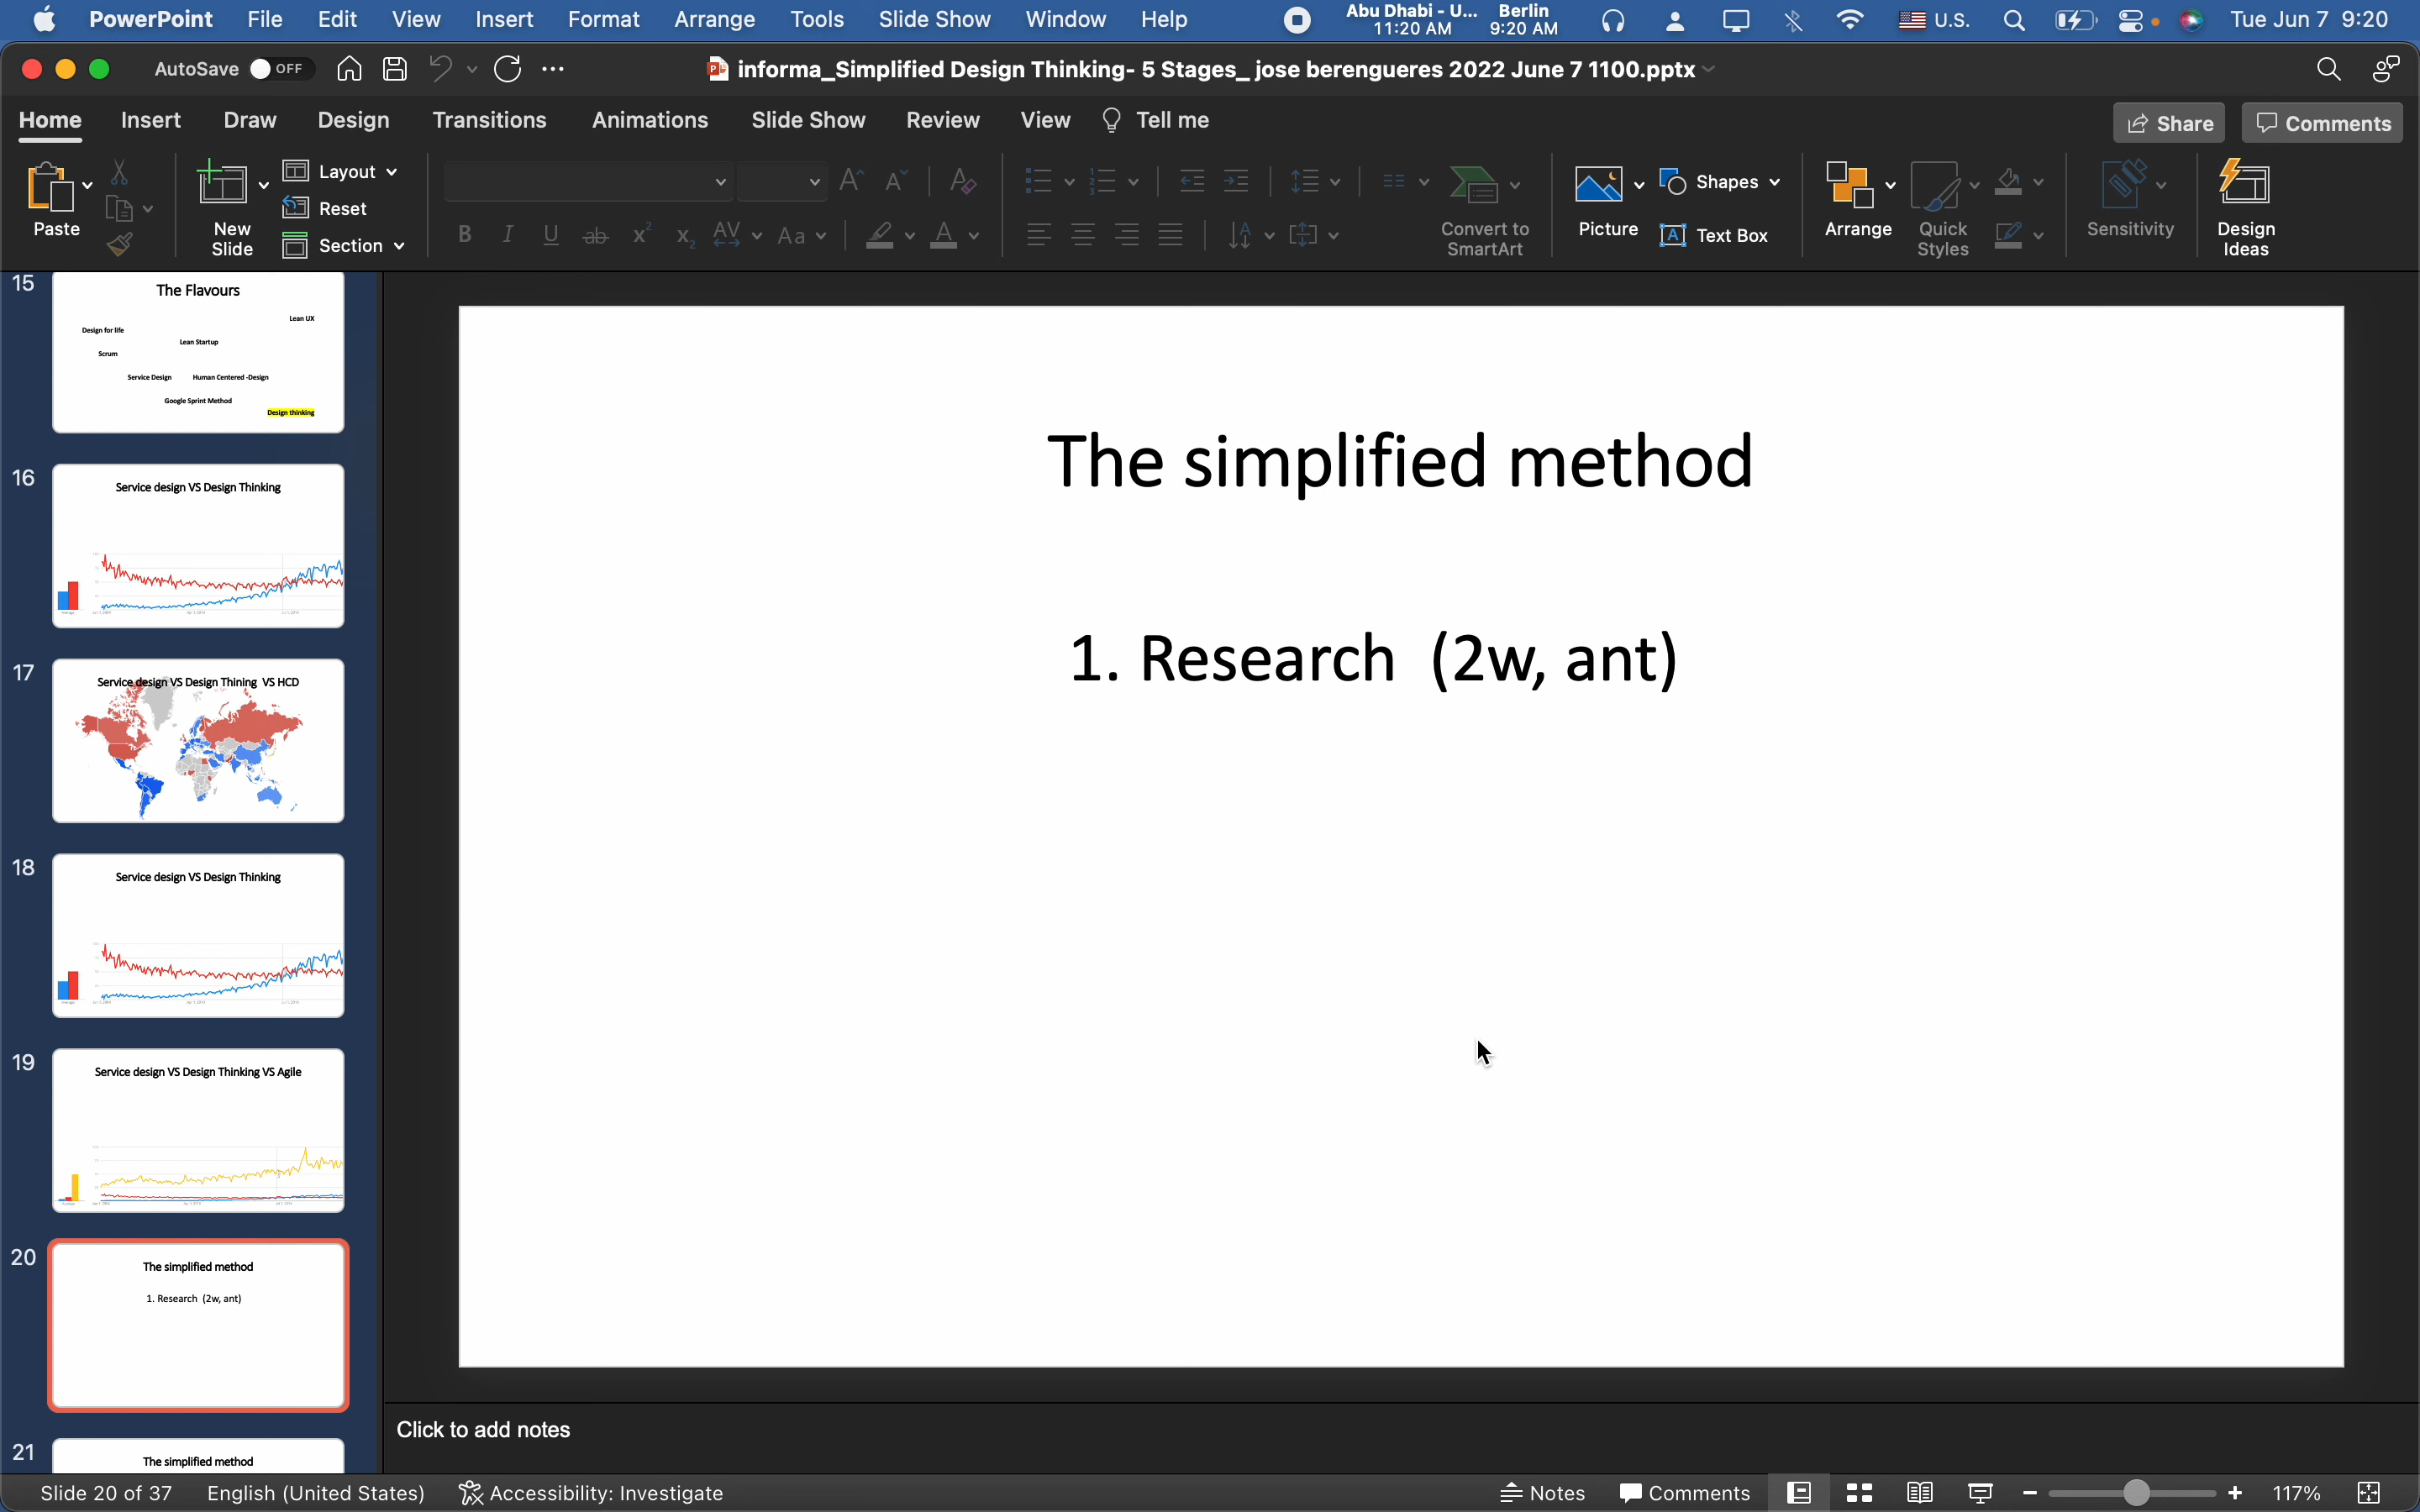 PowerPoint File Edit View Insert Format Arrange Tools Slide Show Window Help
Abu Dhabi - U... Berlin
11:20 AM 9:20 AM
U.S.
Tue Jun 7 9:20
AutoSave OFF
informa_Simplified Design Thinking- 5 Stages_ jose berengueres 2022 June 7 1100.pptx
Home Insert Draw Design Transitions Animations Slide Show Review View Tell me
Share Comments
Paste
New Slide
Layout
Reset
Section
Convert to SmartArt
Picture
Shapes
Text Box
Arrange
Quick Styles
Sensitivity
Design Ideas
15
The Flavours
Lean UX
Design for life
Lean Startup
Scrum
Service Design Human Centered -Design
Google Sprint Method
Design thinking
16
Service design VS Design Thinking
17
Service design VS Design Thining VS HCD
18
Service design VS Design Thinking
19
Service design VS Design Thinking VS Agile
20
The simplified method
1. Research (2w, ant)
21
The simplified method
The simplified method
1. Research (2w, ant)
Click to add notes
Slide 20 of 37 English (United States) Accessibility: Investigate
Notes Comments 117%